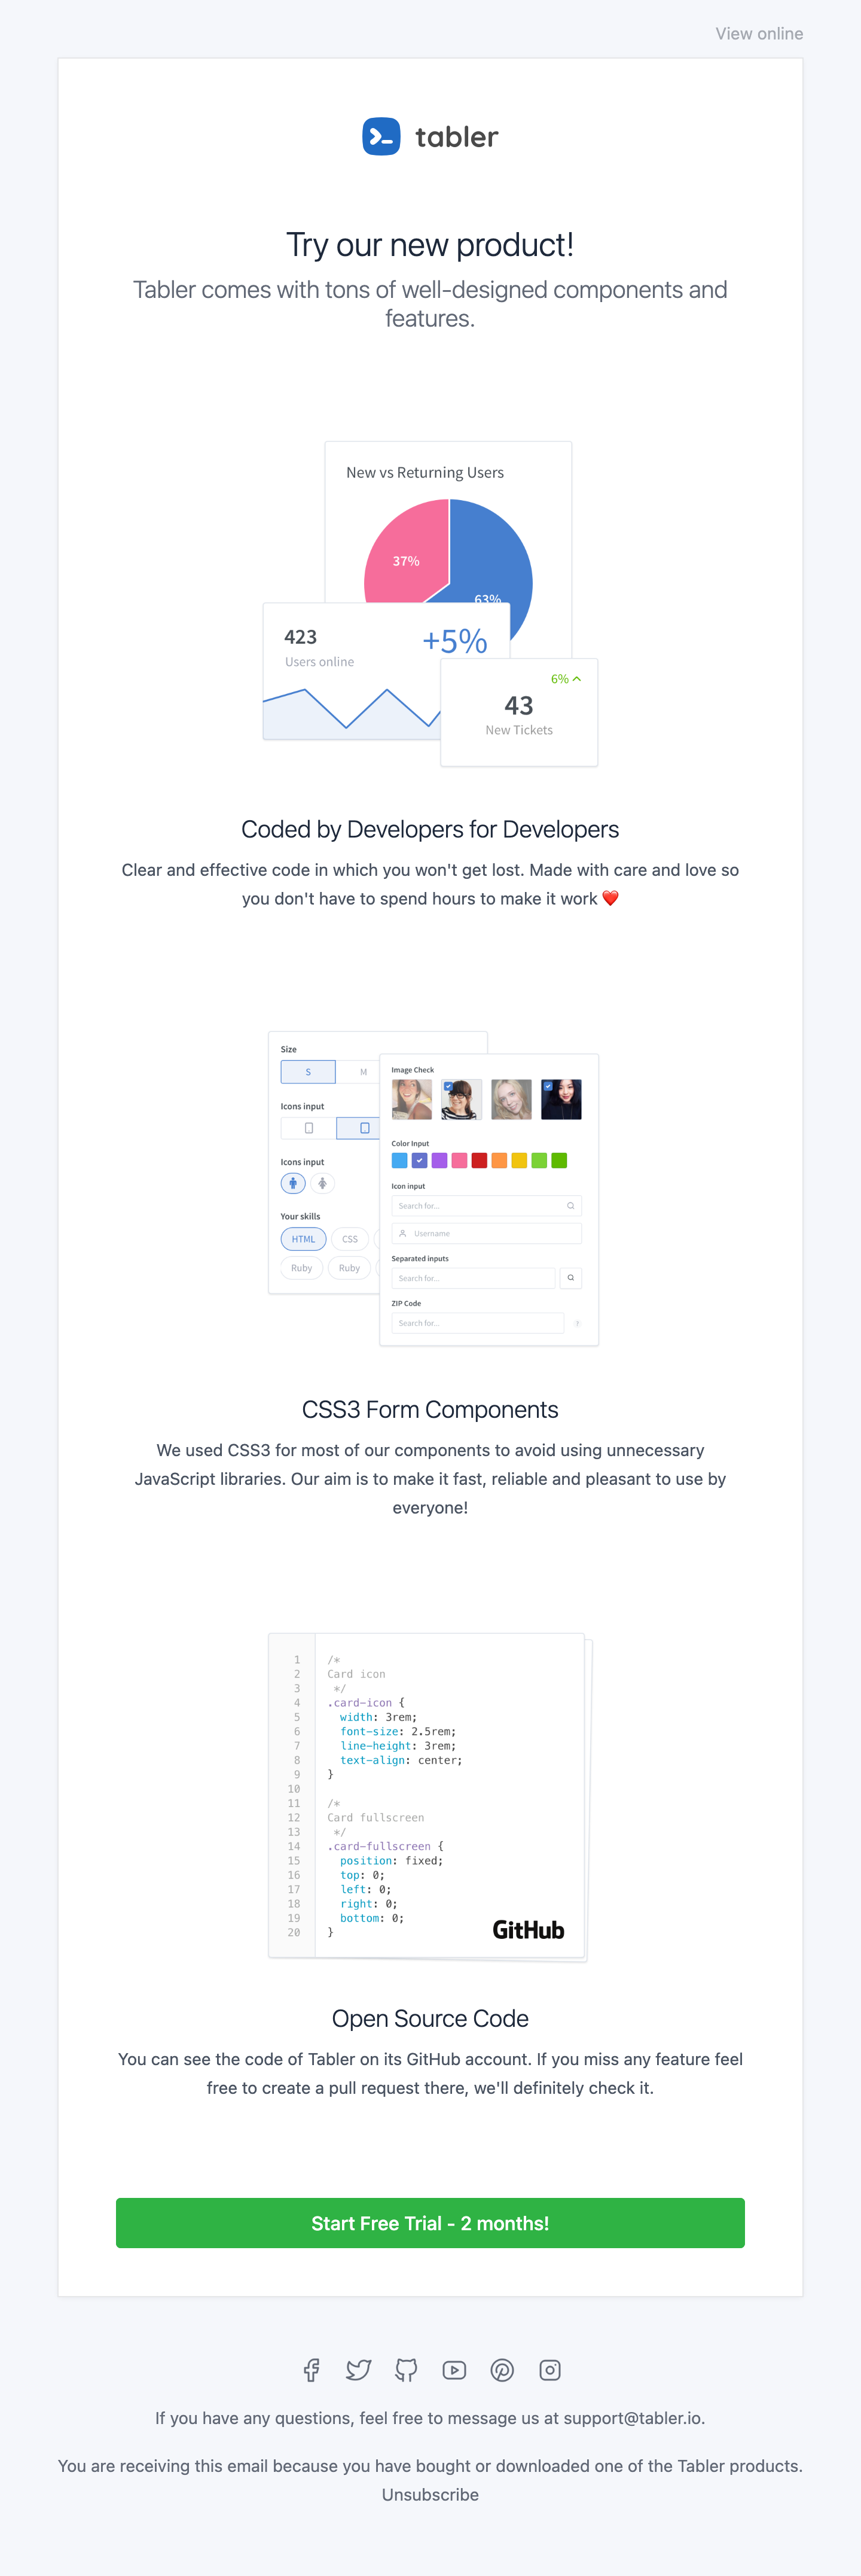 View online
tabler
Try our new product!
Tabler comes with tons of well-designed components and
features.
New vs Returning Users
37%
63%
423
+5%
Users online
6%
43
New Tickets
Coded by Developers for Developers
Clear and effective code in which you won't get lost. Made with care and love so
you don't have to spend hours to make it work ❤️
Size
S M
Icons input
Icons input
Your skills
HTML CSS
Ruby Ruby
Image Check
Color Input
Icon input
Search for...
Username
Separated inputs
Search for...
ZIP Code
Search for... ?
CSS3 Form Components
We used CSS3 for most of our components to avoid using unnecessary
JavaScript libraries. Our aim is to make it fast, reliable and pleasant to use by
everyone!
1 /*
2 Card icon
3 */
4 .card-icon {
5 width: 3rem;
6 font-size: 2.5rem;
7 line-height: 3rem;
8 text-align: center;
9 }
10
11 /*
12 Card fullscreen
13 */
14 .card-fullscreen {
15 position: fixed;
16 top: 0;
17 left: 0;
18 right: 0;
19 bottom: 0;
20 }
GitHub
Open Source Code
You can see the code of Tabler on its GitHub account. If you miss any feature feel
free to create a pull request there, we'll definitely check it.
Start Free Trial - 2 months!
If you have any questions, feel free to message us at support@tabler.io.
You are receiving this email because you have bought or downloaded one of the Tabler products.
Unsubscribe